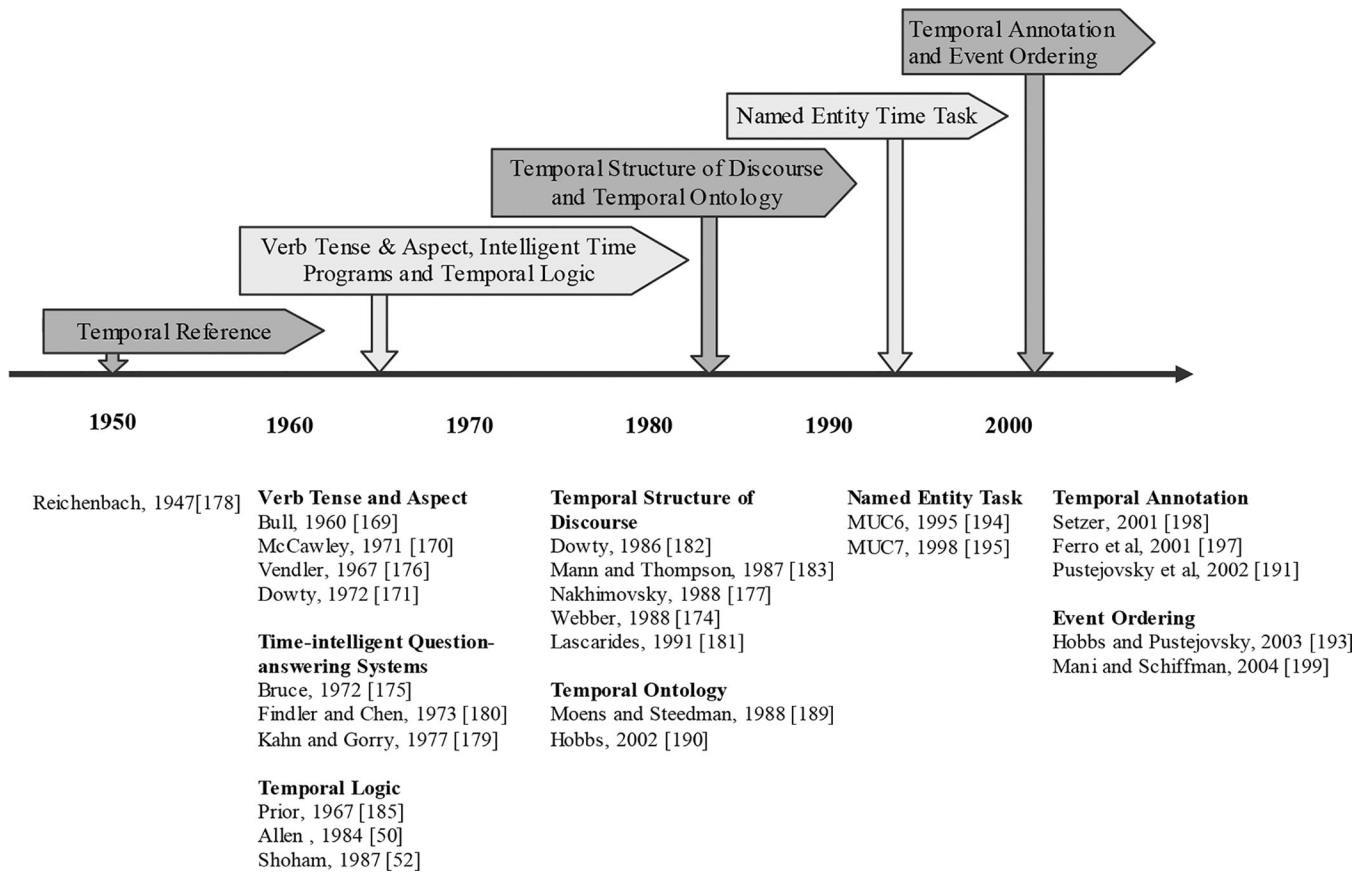 Temporal Annotation
and Event Ordering
Named Entity Time Task
Temporal Structure of Discourse
and Temporal Ontology
Verb Tense & Aspect, Intelligent Time
Programs and Temporal Logic
Temporal Reference
1950
1960
1970
1980
1990
2000
Reichenbach, 1947[178]
Verb Tense and Aspect
Bull, 1960 [169]
McCawley, 1971 [170]
Vendler, 1967 [176]
Dowty, 1972 [171]
Time-intelligent Question-
answering Systems
Bruce, 1972 [175]
Findler and Chen, 1973 [180]
Kahn and Gorry, 1977 [179]
Temporal Logic
Prior, 1967 [185]
Allen , 1984 [50]
Shoham, 1987 [52]
Temporal Structure of
Discourse
Dowty, 1986 [182]
Mann and Thompson, 1987 [183]
Nakhimovsky, 1988 [177]
Webber, 1988 [174]
Lascarides, 1991 [181]
Temporal Ontology
Moens and Steedman, 1988 [189]
Hobbs, 2002 [190]
Named Entity Task
MUC6, 1995 [194]
MUC7, 1998 [195]
Temporal Annotation
Setzer, 2001 [198]
Ferro et al, 2001 [197]
Pustejovsky et al, 2002 [191]
Event Ordering
Hobbs and Pustejovsky, 2003 [193]
Mani and Schiffman, 2004 [199]